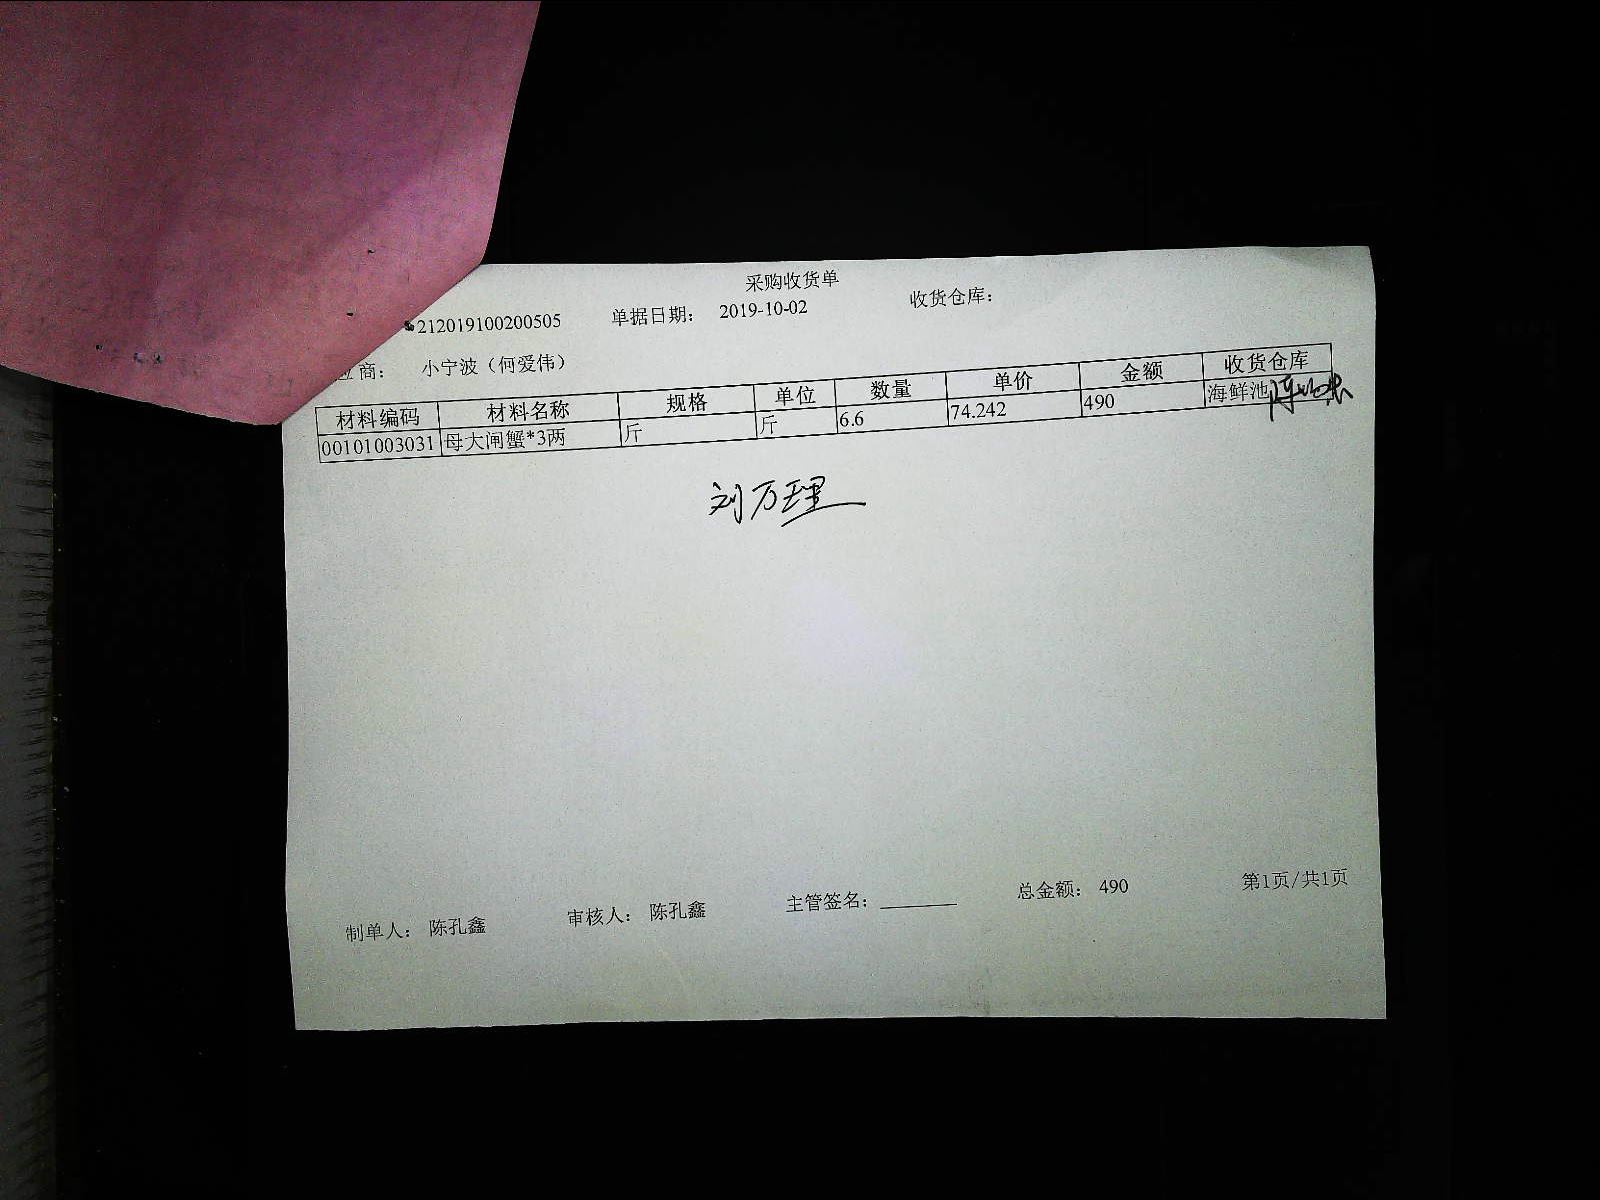 采购收货单
212019100200505 单据日期: 2019-10-02 收货仓库:
应商: 小宁波（何爱伟）
材料编码 材料名称 规格 单位 数量 单价 金额 收货仓库
00101003031 母大闸蟹*3两 斤 斤 6.6 74.242 490 海鲜池
刘万理
制单人: 陈孔鑫 审核人: 陈孔鑫 主管签名: 总金额: 490 第1页/共1页